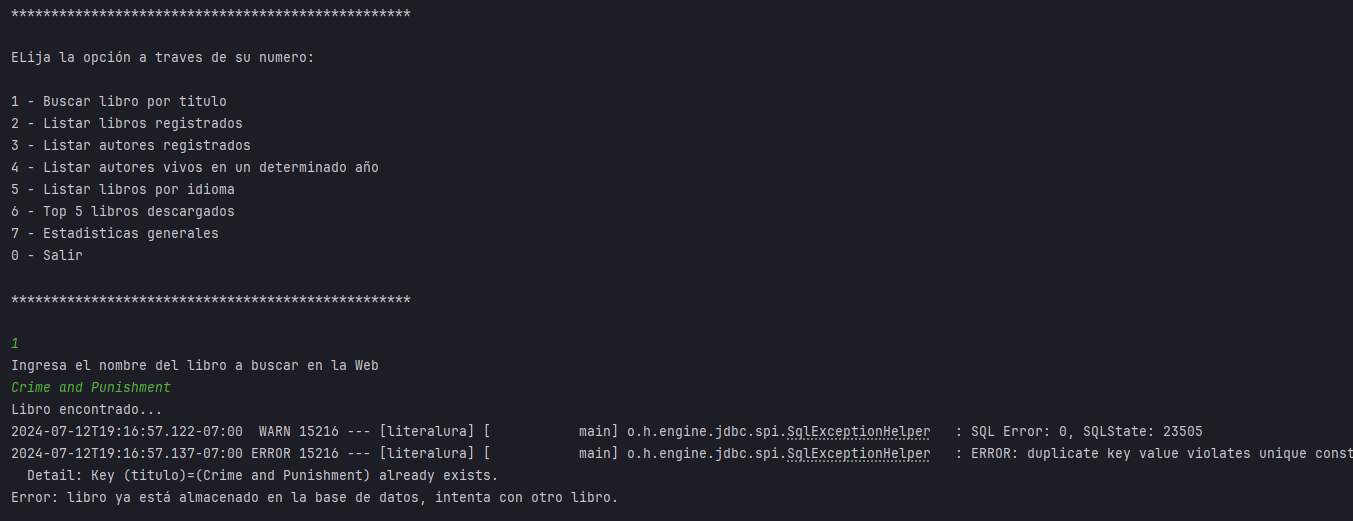 **************************************************
ELija la opción a traves de su numero:
1 - Buscar libro por titulo
2 - Listar libros registrados
3 - Listar autores registrados
4 - Listar autores vivos en un determinado año
5 - Listar libros por idioma
6 - Top 5 libros descargados
7 - Estadisticas generales
0 - Salir
**************************************************
1
Ingresa el nombre del libro a buscar en la Web
Crime and Punishment
Libro encontrado...
2024-07-12T19:16:57.122-07:00  WARN 15216 --- [literalura] [           main] o.h.engine.jdbc.spi.SqlExceptionHelper   : SQL Error: 0, SQLState: 23505
2024-07-12T19:16:57.137-07:00 ERROR 15216 --- [literalura] [           main] o.h.engine.jdbc.spi.SqlExceptionHelper   : ERROR: duplicate key value violates unique const
  Detail: Key (titulo)=(Crime and Punishment) already exists.
Error: libro ya está almacenado en la base de datos, intenta con otro libro.